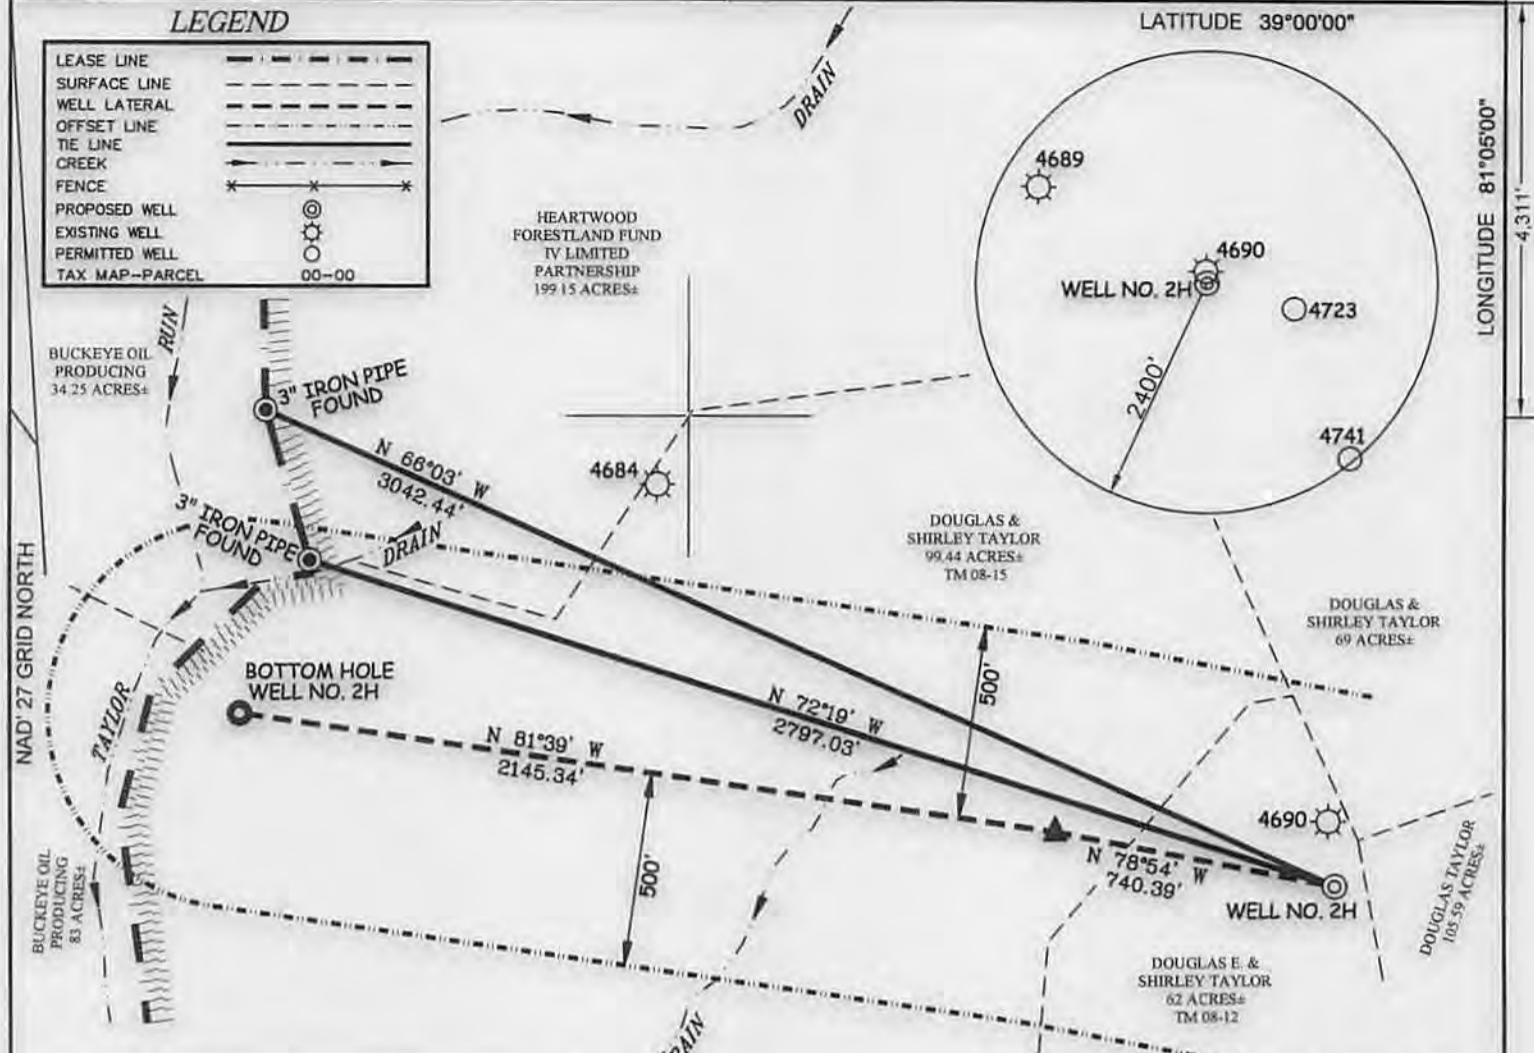 LEGEND
LEASE LINE
SURFACE LINE
WELL LATERAL
OFFSET LINE
TIE LINE
CREEK
FENCE
PROPOSED WELL
EXISTING WELL
PERMITTED WELL
TAX MAP-PARCEL 00-00
DRAIN
LATITUDE 39°00'00"
LONGITUDE 81°05'00"
4,311'
4689
4690
WELL NO. 2H
4723
2400'
4741
HEARTWOOD
FORESTLAND FUND
IV LIMITED
PARTNERSHIP
199 15 ACRES±
RUN
BUCKEYE OIL
PRODUCING
34.25 ACRES±
3" IRON PIPE
FOUND
N 66°03' W
3042.44'
4684
3" IRON PIPE
FOUND
DRAIN
DOUGLAS &
SHIRLEY TAYLOR
99.44 ACRES±
TM 08-15
DOUGLAS &
SHIRLEY TAYLOR
69 ACRES±
NAD' 27 GRID NORTH
BOTTOM HOLE
WELL NO. 2H
TAYLOR
500'
N 72°19' W
2797.03'
N 81°39' W
2145.34'
4690
N 78°54' W
740.39'
500'
WELL NO. 2H
DOUGLAS TAYLOR
105.59 ACRES±
BUCKEYE OIL
PRODUCING
83 ACRES±
DOUGLAS E. &
SHIRLEY TAYLOR
62 ACRES±
TM 08-12
RAIN